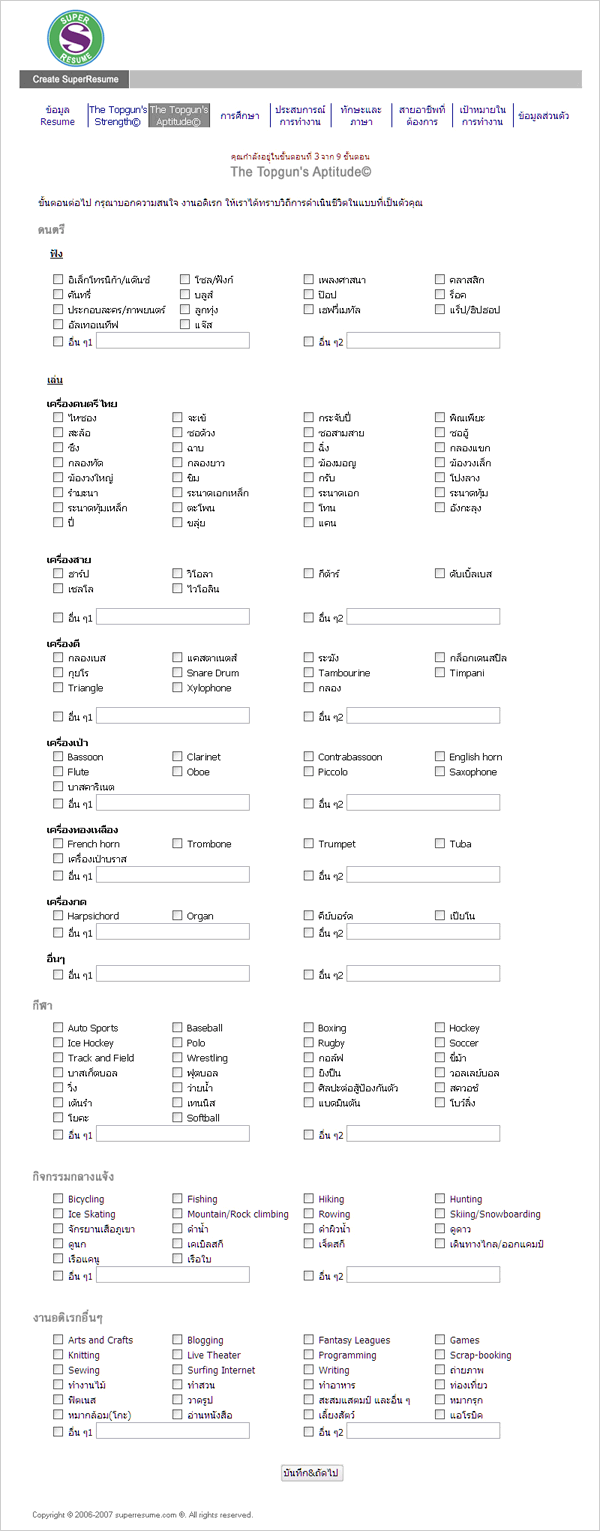 SUPER
S
RESUME
Create SuperResume
ข้อมูล Resume
The Topgun's Strength©
The Topgun's Aptitude©
การศึกษา
ประสบการณ์ การทำงาน
ทักษะและ ภาษา
สายอาชีพที่ ต้องการ
เป้าหมายใน การทำงาน
ข้อมูลส่วนตัว
คุณกำลังอยู่ในขั้นตอนที่ 3 จาก 9 ขั้นตอน
The Topgun's Aptitude©
ขั้นตอนต่อไป กรุณาบอกความสนใจ งานอดิเรก ให้เราได้ทราบวิถีการดำเนินชีวิตในแบบที่เป็นตัวคุณ
ดนตรี
ฟัง
อิเล็กโทรนิก้า/แด๊นซ์ โซล/ฟังก์ เพลงศาสนา คลาสสิก
คันทรี่ บลูส์ ป๊อป ร็อค
ประกอบละคร/ภาพยนตร์ ลูกทุ่ง เฮฟวี่เมทัล แร็ป/ฮิปฮอป
อัลเทอเนทีฟ แจ๊ส
อื่น ๆ1 อื่น ๆ2
เล่น
เครื่องดนตรีไทย
ไหซอง จะเข้ กระจับปี่ พิณเพียะ
สะล้อ ซอด้วง ซอสามสาย ซออู้
ซึง ฉาบ ฉิ่ง กลองแขก
กลองทัด กลองยาว ฆ้องมอญ ฆ้องวงเล็ก
ฆ้องวงใหญ่ ขิม กรับ โปงลาง
รำมะนา ระนาดเอกเหล็ก ระนาดเอก ระนาดทุ้ม
ระนาดทุ้มเหล็ก ตะโพน โทน อังกะลุง
ปี่ ขลุ่ย แคน
เครื่องสาย
ฮาร์ป วิโอลา กีต้าร์ ดับเบิ้ลเบส
เชลโล ไวโอลิน
อื่น ๆ1 อื่น ๆ2
เครื่องตี
กลองเบส แคสตาเนตส์ ระฆัง กล็อกเคนสปีล
กุยโร Snare Drum Tambourine Timpani
Triangle Xylophone กลอง
อื่น ๆ1 อื่น ๆ2
เครื่องเป่า
Bassoon Clarinet Contrabassoon English horn
Flute Oboe Piccolo Saxophone
บาสคาริเนต
อื่น ๆ1 อื่น ๆ2
เครื่องทองเหลือง
French horn Trombone Trumpet Tuba
เครื่องเป่าบราส
อื่น ๆ1 อื่น ๆ2
เครื่องกด
Harpsichord Organ คีย์บอร์ด เปียโน
อื่น ๆ1 อื่น ๆ2
อื่นๆ
อื่น ๆ1 อื่น ๆ2
กีฬา
Auto Sports Baseball Boxing Hockey
Ice Hockey Polo Rugby Soccer
Track and Field Wrestling กอล์ฟ ขี่ม้า
บาสเก็ตบอล ฟุตบอล ยิงปืน วอลเลย์บอล
วิ่ง ว่ายน้ำ ศิลปะต่อสู้ป้องกันตัว สควอช์
เต้นรำ เทนนิส แบดมินตัน โบว์ลิ่ง
โยคะ Softball
อื่น ๆ1 อื่น ๆ2
กิจกรรมกลางแจ้ง
Bicycling Fishing Hiking Hunting
Ice Skating Mountain/Rock climbing Rowing Skiing/Snowboarding
จักรยานเสือภูเขา ดำน้ำ ดำผิวน้ำ ดูดาว
ดูนก เคเบิลสกี เจ็ตสกี เดินทางไกล/ออกแคมป์
เรือแคนู เรือใบ
อื่น ๆ1 อื่น ๆ2
งานอดิเรกอื่นๆ
Arts and Crafts Blogging Fantasy Leagues Games
Knitting Live Theater Programming Scrap-booking
Sewing Surfing Internet Writing ถ่ายภาพ
ทำงานไม้ ทำสวน ทำอาหาร ท่องเที่ยว
ฟิตเนส วาดรูป สะสมแสตมป์ และอื่น ๆ หมากรุก
หมากล้อม(โกะ) อ่านหนังสือ เลี้ยงสัตว์ แอโรบิค
อื่น ๆ1 อื่น ๆ2
บันทึก&ถัดไป
Copyright © 2006-2007 superresume.com ®. All rights reserved.